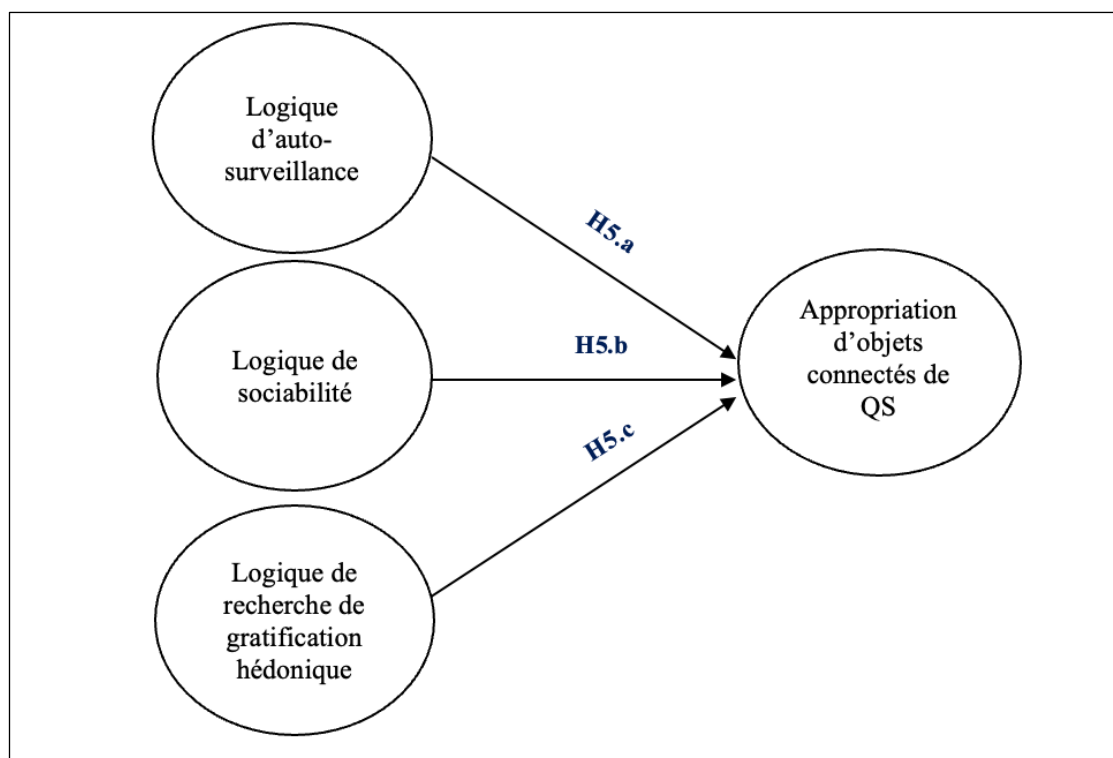 Logique
d’auto-
surveillance
H5.a
Logique de
sociabilité
H5.b
Appropriation
d’objets
connectés de
QS
H5.c
Logique de
recherche de
gratification
hédonique